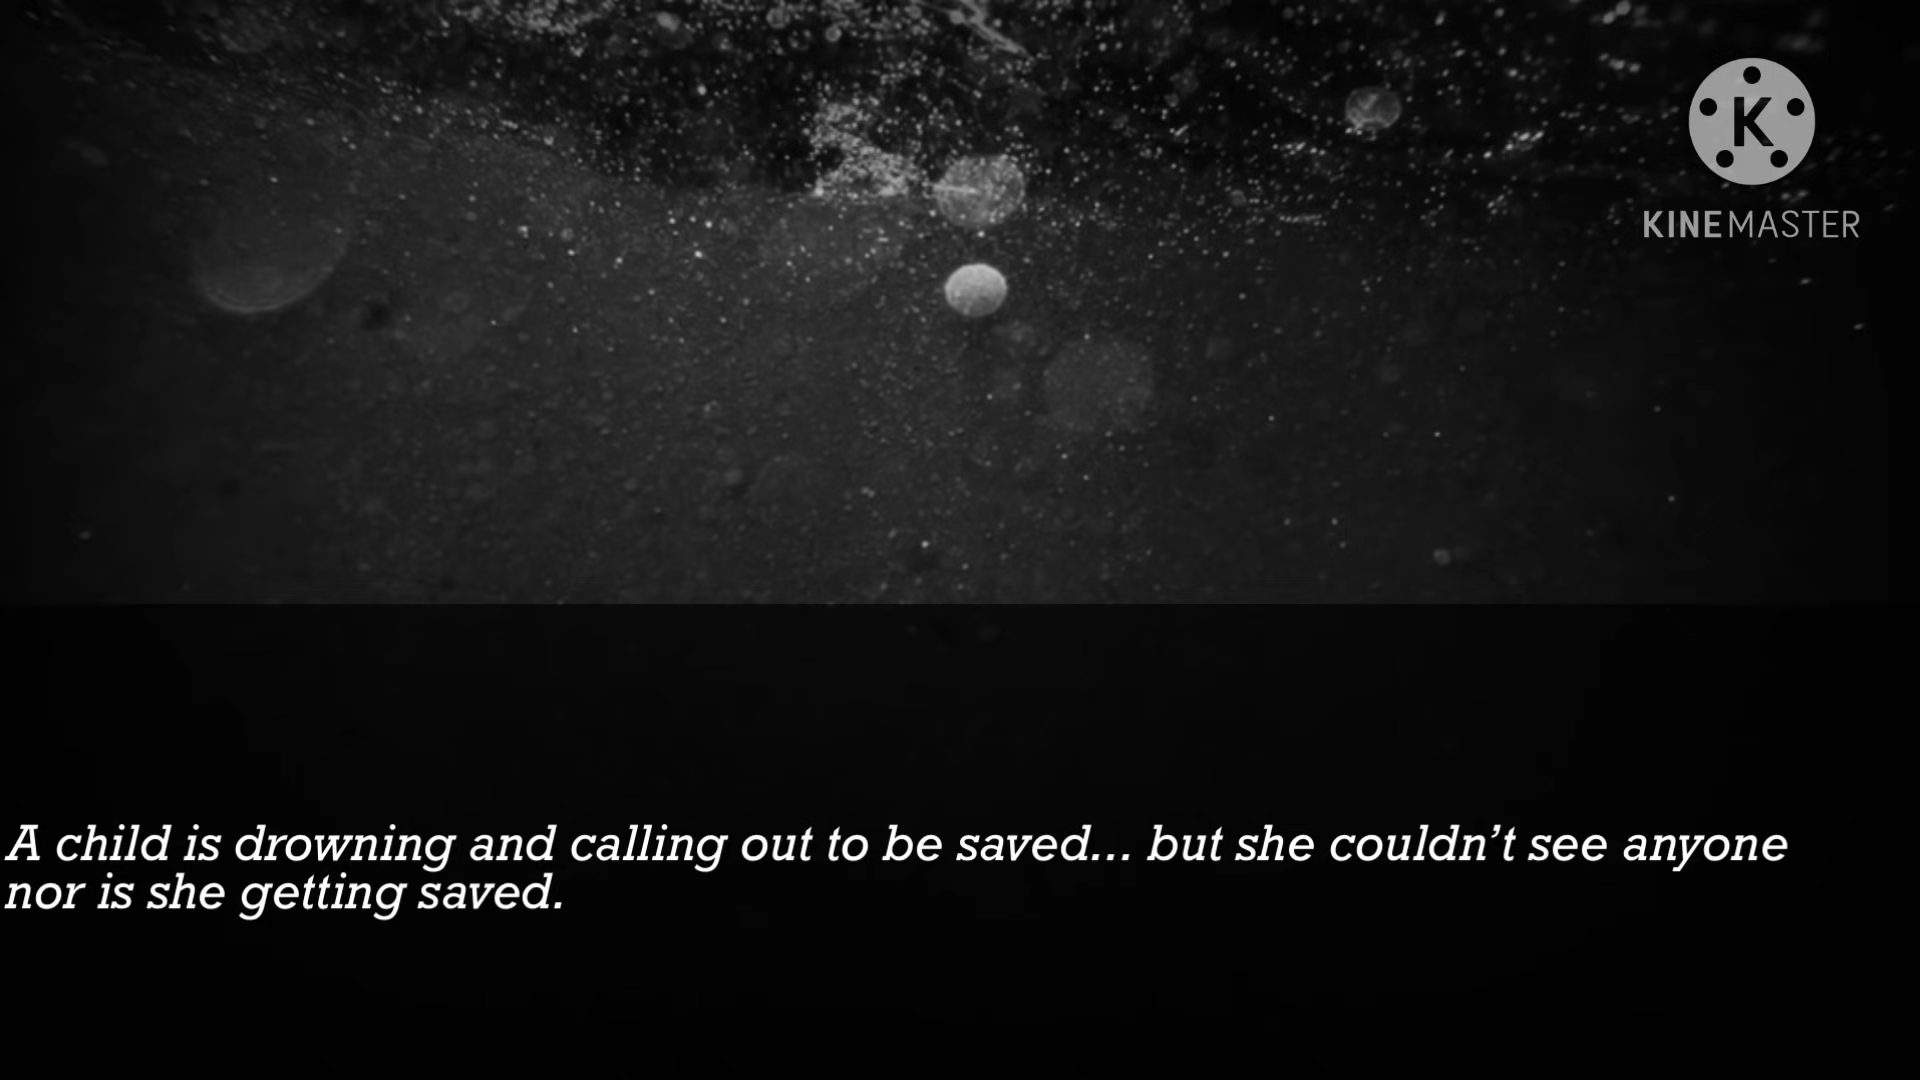 K
KINEMASTER
A child is drowning and calling out to be saved... but she couldn’t see anyone
nor is she getting saved.